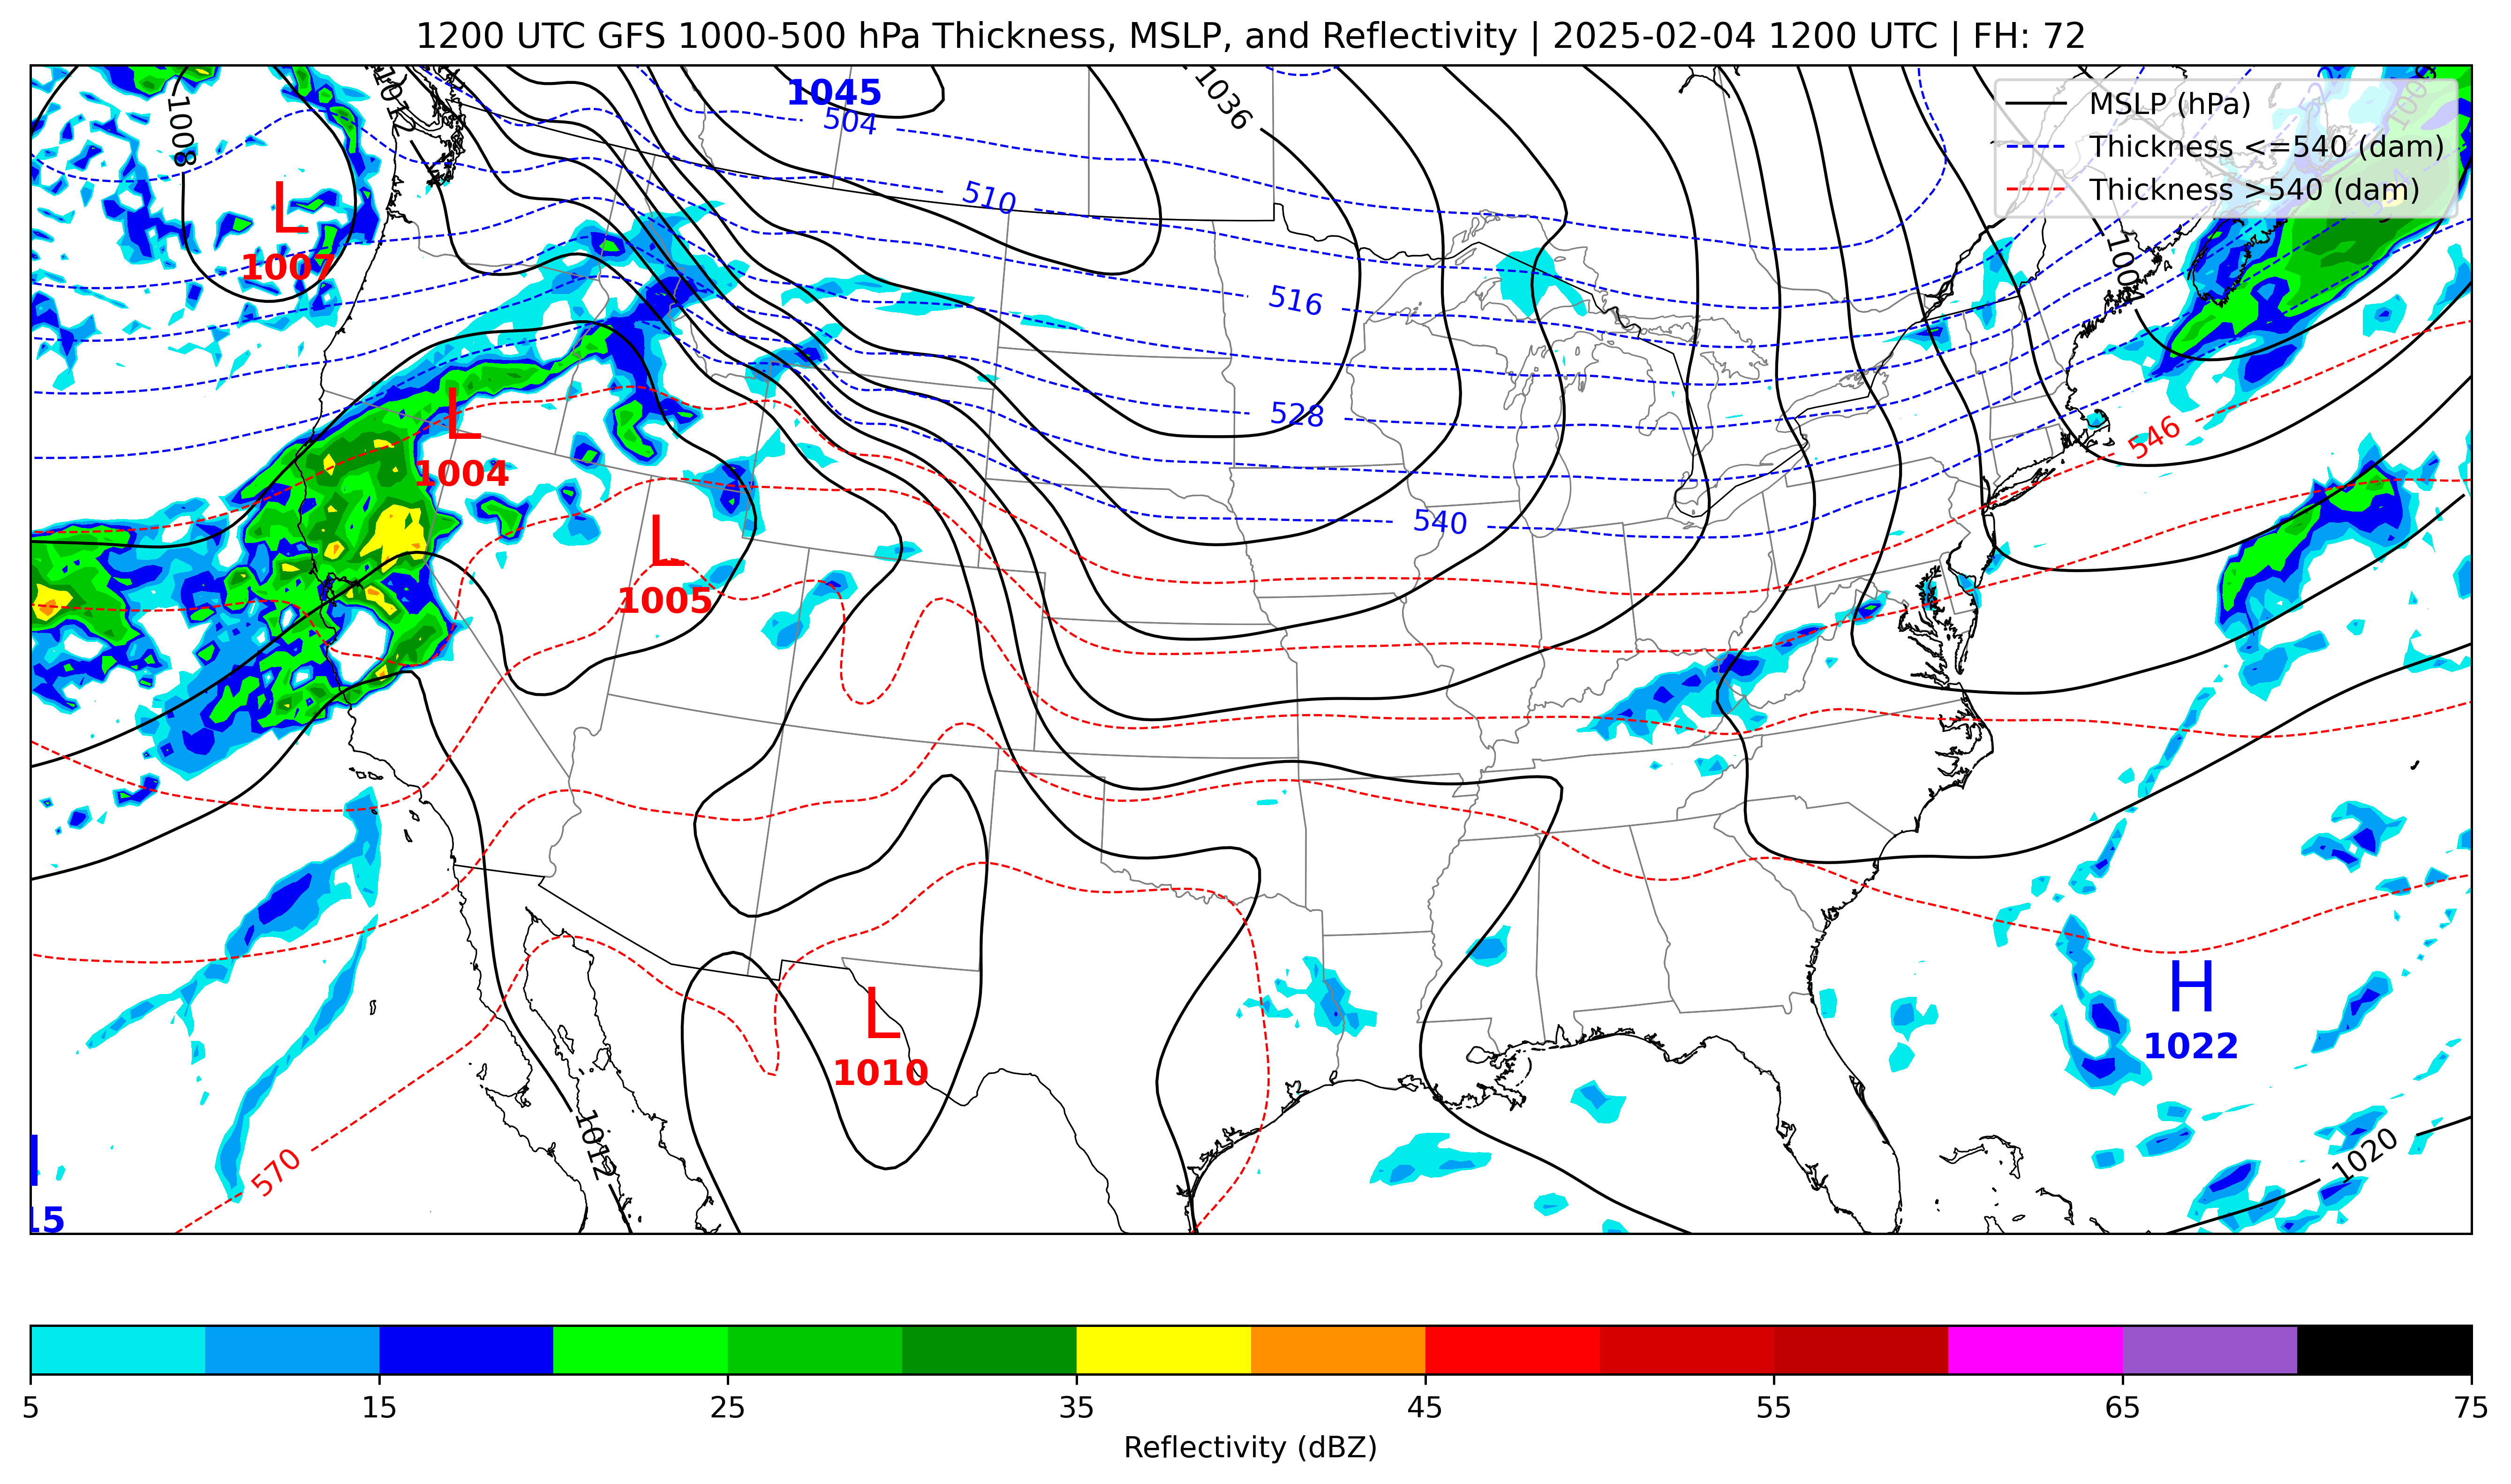 1200 UTC GFS 1000-500 hPa Thickness, MSLP, and Reflectivity | 2025-02-04 1200 UTC | FH: 72
MSLP (hPa)
Thickness <=540 (dam)
Thickness >540 (dam)
1008
1012
1045
504
1036
510
L
1007
1004
516
528
L
1004
546
540
L
1005
L
1010
H
1022
1012
570
1020
15
5 15 25 35 45 55 65 75
Reflectivity (dBZ)